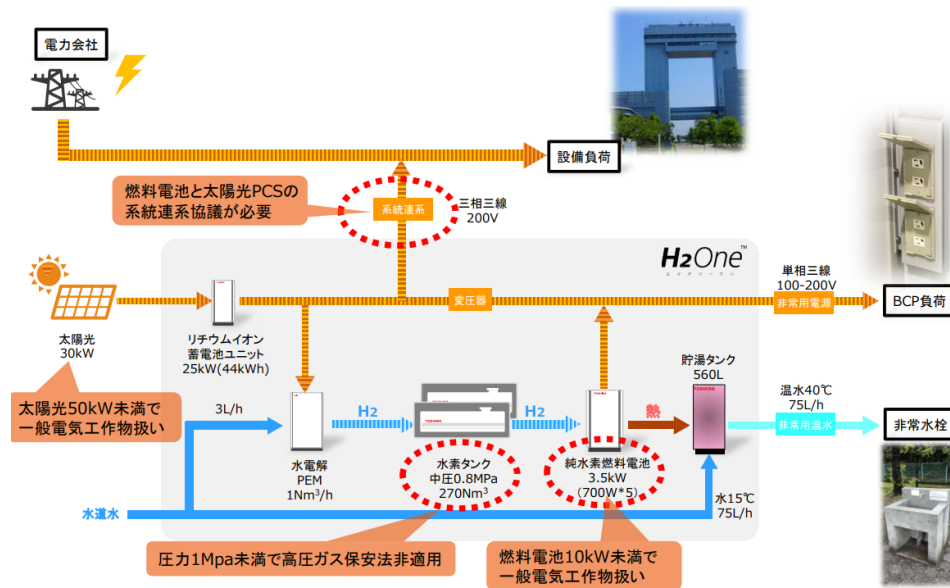 電力会社
設備負荷
燃料電池と太陽光PCSの
系統連系協議が必要
系統連系
三相三線
200V
H2One™
エイチツーワン
単相三線
100-200V
変圧器
非常用電源
BCP負荷
太陽光
30kW
リチウムイオン
蓄電池ユニット
25kW(44kWh)
貯湯タンク
560L
太陽光50kW未満で
一般電気工作物扱い
3L/h
H2
H2
熱
温水40℃
75L/h
非常用温水
非常水栓
TOSHIBA
水電解
PEM
1Nm³/h
水素タンク
中圧0.8MPa
270Nm³
純水素燃料電池
3.5kW
(700W*5)
水15℃
75L/h
水道水
圧力1Mpa未満で高圧ガス保安法非適用
燃料電池10kW未満で
一般電気工作物扱い